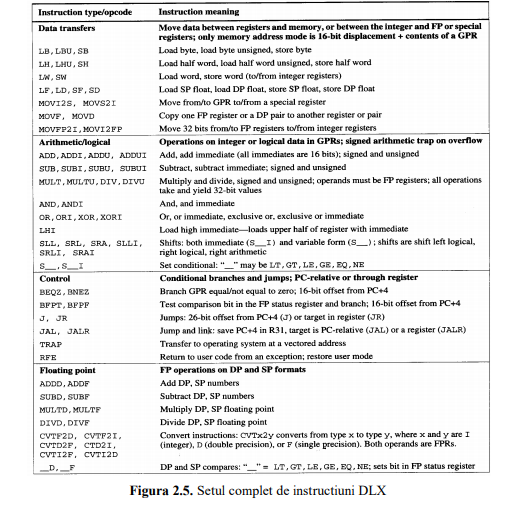 Instruction type/opcode Instruction meaning
Data transfers Move data between registers and memory, or between the integer and FP or special
registers; only memory address mode is 16-bit displacement + contents of a GPR
LB, LBU, SB Load byte, load byte unsigned, store byte
LH, LHU, SH Load half word, load half word unsigned, store half word
LW, SW Load word, store word (to/from integer registers)
LF, LD, SF, SD Load SP float, load DP float, store SP float, store DP float
MOVI2S, MOVS2I Move from/to GPR to/from a special register
MOVF, MOVD Copy one FP register or a DP pair to another register or pair
MOVFP2I, MOVI2FP Move 32 bits from/to FP registers to/from integer registers
Arithmetic/logical Operations on integer or logical data in GPRs; signed arithmetic trap on overflow
ADD, ADDI, ADDU, ADDUI Add, add immediate (all immediates are 16 bits); signed and unsigned
SUB, SUBI, SUBU, SUBUI Subtract, subtract immediate; signed and unsigned
MULT, MULTU, DIV, DIVU Multiply and divide, signed and unsigned; operands must be FP registers; all operations
take and yield 32-bit values
AND, ANDI And, and immediate
OR, ORI, XOR, XORI Or, or immediate, exclusive or, exclusive or immediate
LHI Load high immediate—loads upper half of register with immediate
SLL, SRL, SRA, SLLI, Shifts: both immediate (S__I) and variable form (S__); shifts are shift left logical,
SRLI, SRAI right logical, right arithmetic
S__, S__I Set conditional: "__" may be LT, GT, LE, GE, EQ, NE
Control Conditional branches and jumps; PC-relative or through register
BEQZ, BNEZ Branch GPR equal/not equal to zero; 16-bit offset from PC+4
BFPT, BFPF Test comparison bit in the FP status register and branch; 16-bit offset from PC+4
J, JR Jumps: 26-bit offset from PC+4 (J) or target in register (JR)
JAL, JALR Jump and link: save PC+4 in R31, target is PC-relative (JAL) or a register (JALR)
TRAP Transfer to operating system at a vectored address
RFE Return to user code from an exception; restore user mode
Floating point FP operations on DP and SP formats
ADDD, ADDF Add DP, SP numbers
SUBD, SUBF Subtract DP, SP numbers
MULTD, MULTF Multiply DP, SP floating point
DIVD, DIVF Divide DP, SP floating point
CVTF2D, CVTF2I, Convert instructions: CVTx2y converts from type x to type y, where x and y are I
CVTD2F, CTD2I, (integer), D (double precision), or F (single precision). Both operands are FPRs.
CVTI2F, CVTI2D
__D, __F DP and SP compares: "__" = LT, GT, LE, GE, EQ, NE; sets bit in FP status register
Figura 2.5. Setul complet de instructiuni DLX